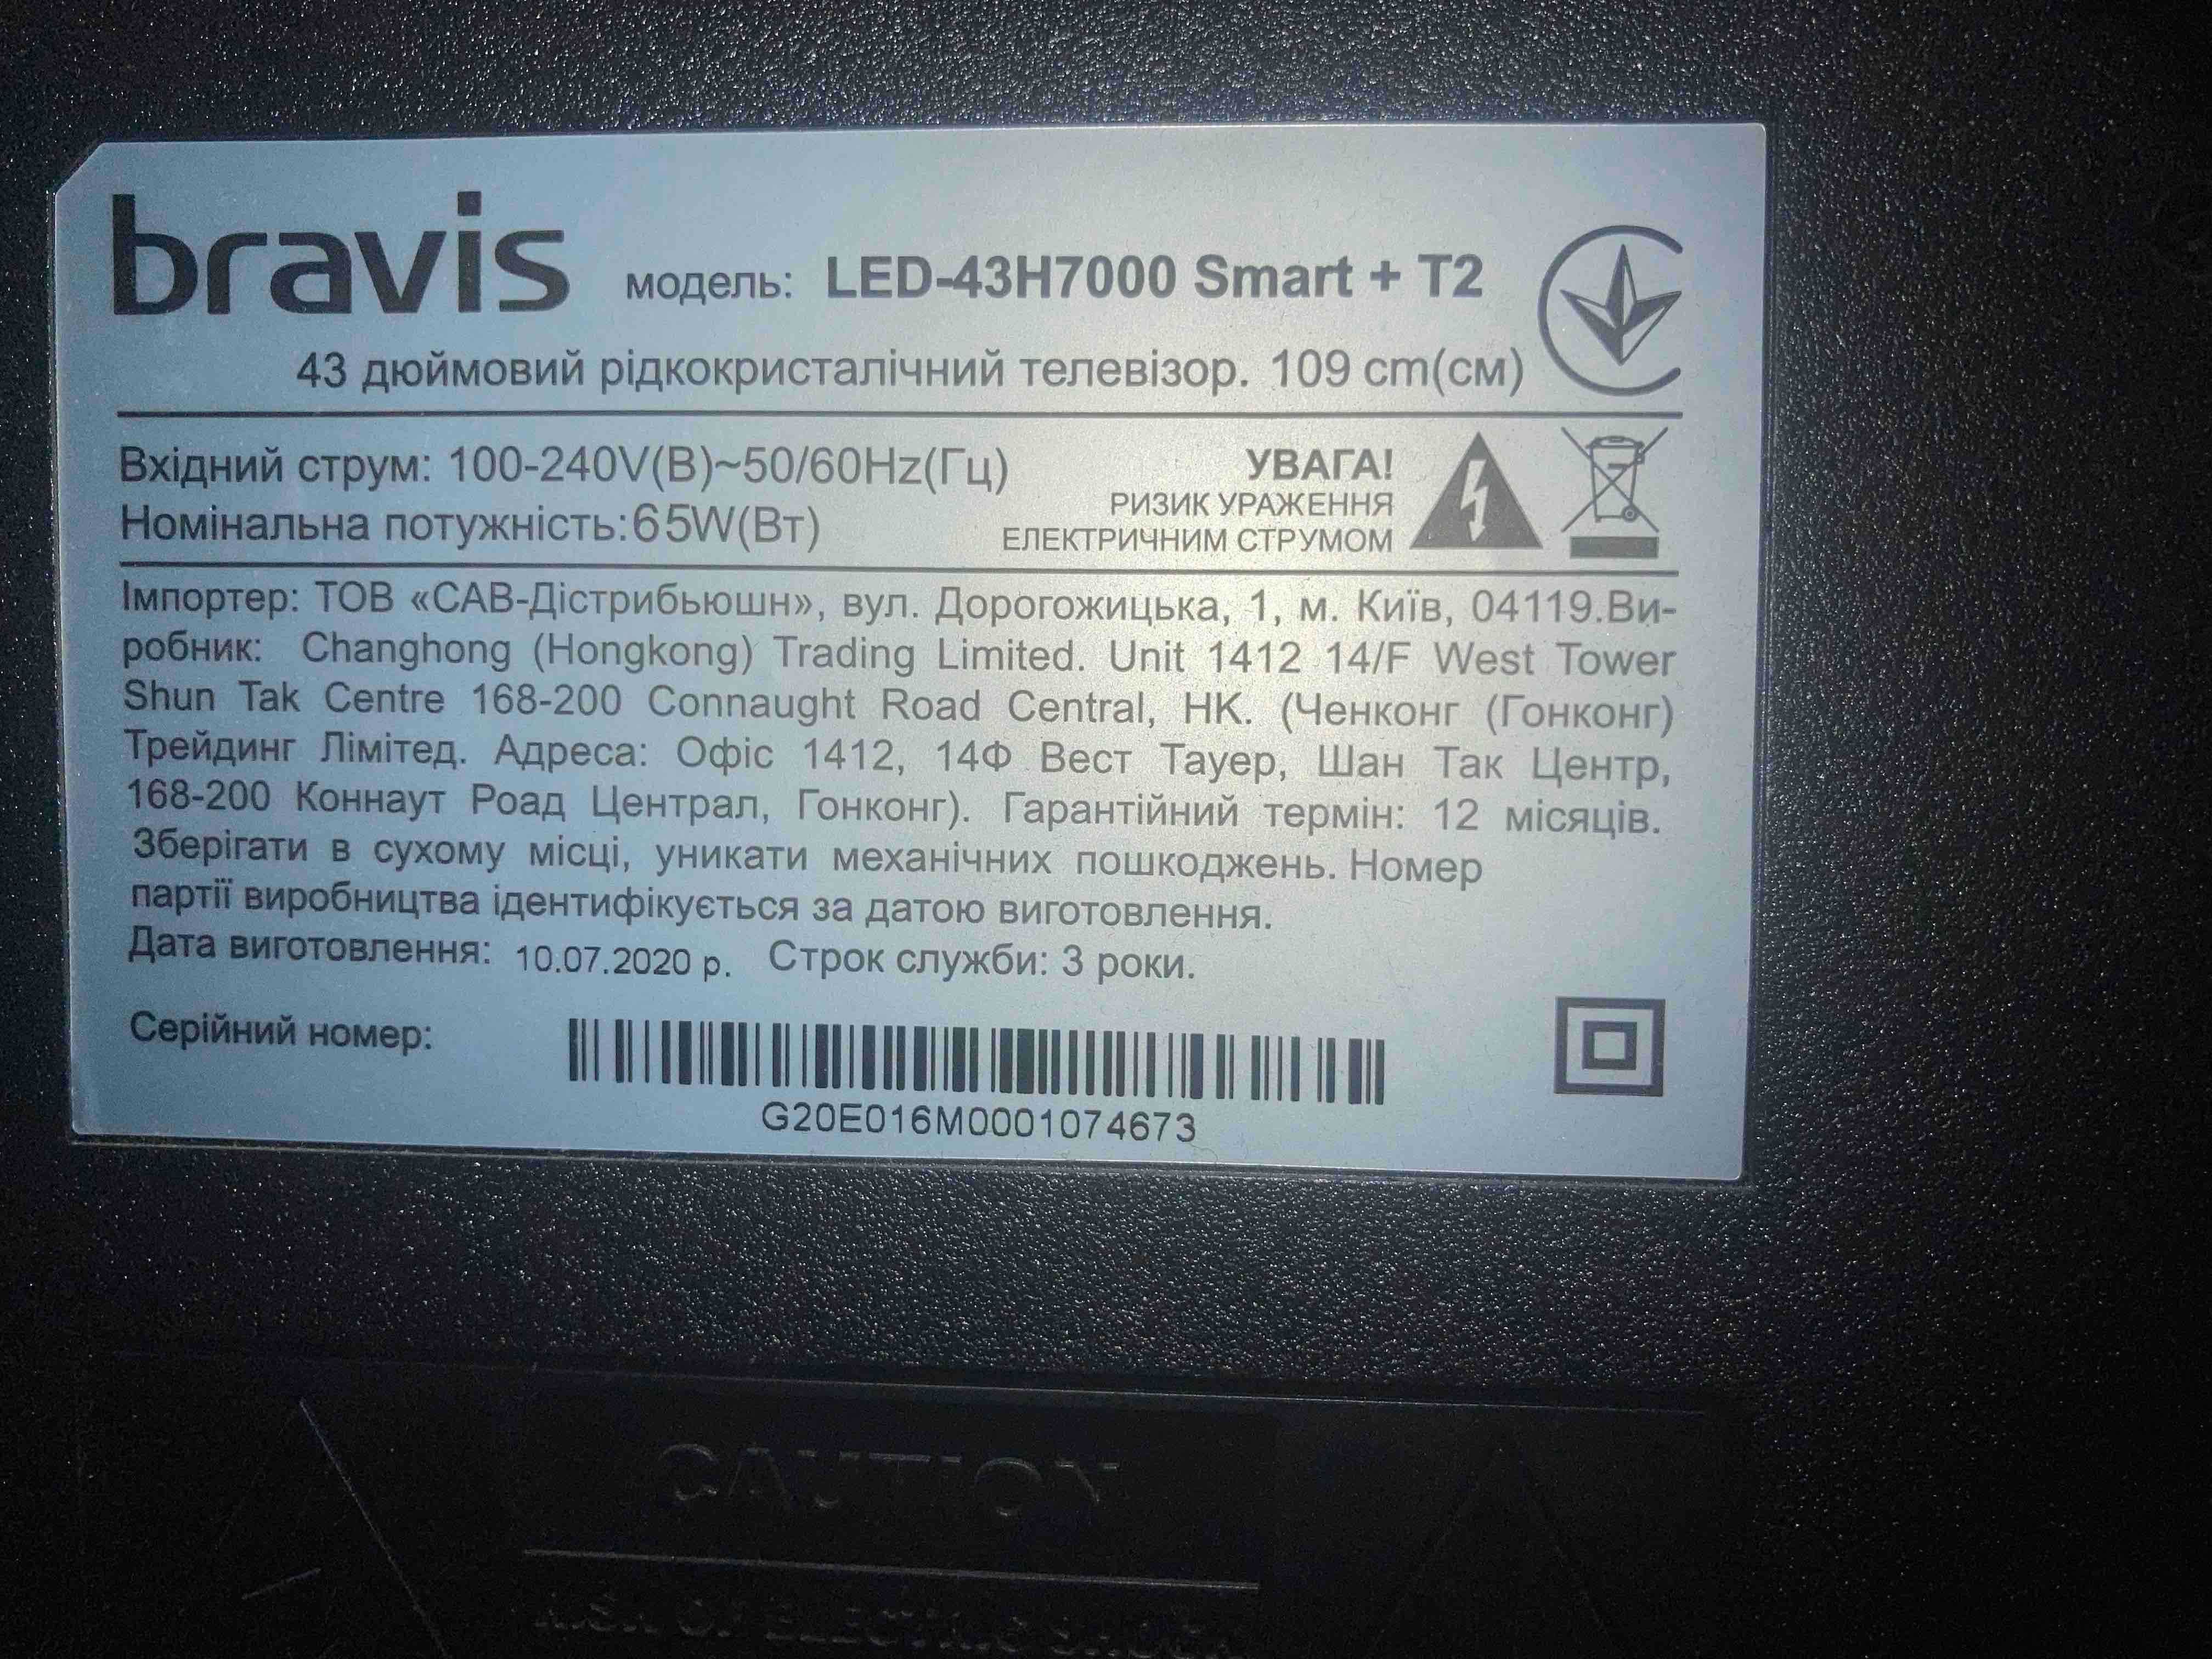 bravis модель: LED-43H7000 Smart + T2
43 дюймовий рідкокристалічний телевізор. 109 cm(см)
Вхідний струм: 100-240V(В)~50/60Hz(Гц)
Номінальна потужність:65W(Вт)
УВАГА!
РИЗИК УРАЖЕННЯ
ЕЛЕКТРИЧНИМ СТРУМОМ
Імпортер: ТОВ «САВ-Дістрибьюшн», вул. Дорогожицька, 1, м. Київ, 04119.Ви-
робник: Changhong (Hongkong) Trading Limited. Unit 1412 14/F West Tower
Shun Tak Centre 168-200 Connaught Road Central, HK. (Ченконг (Гонконг)
Трейдинг Лімітед. Адреса: Офіс 1412, 14Ф Вест Тауер, Шан Так Центр,
168-200 Коннаут Роад Централ, Гонконг). Гарантійний термін: 12 місяців.
Зберігати в сухому місці, уникати механічних пошкоджень. Номер
партії виробництва ідентифікується за датою виготовлення.
Дата виготовлення: 10.07.2020 р. Строк служби: 3 роки.
Серійний номер:
G20E016M0001074673
CAUTION
RISK OF ELECTRIC SHOCK